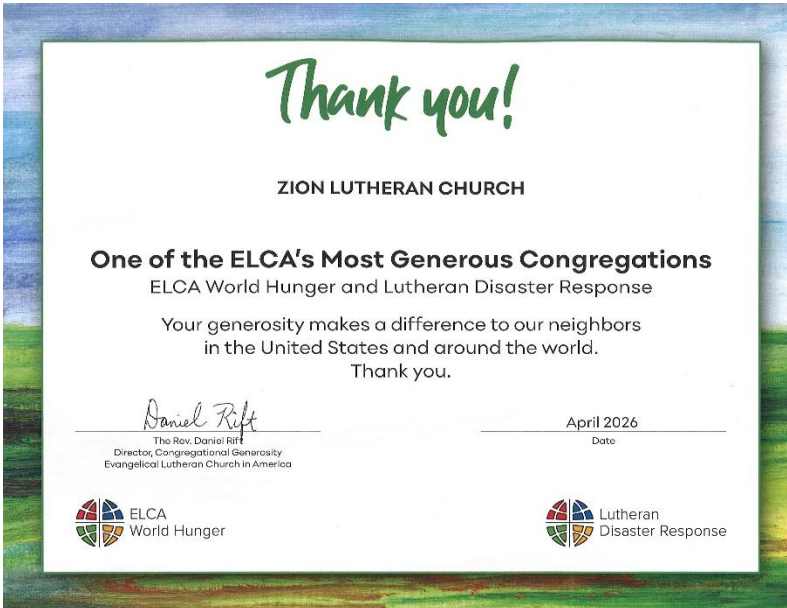 Thank you!
ZION LUTHERAN CHURCH
One of the ELCA's Most Generous Congregations
ELCA World Hunger and Lutheran Disaster Response
Your generosity makes a difference to our neighbors
in the United States and around the world.
Thank you.
Daniel Rift
The Rev. Daniel Rift
Director, Congregational Generosity
Evangelical Lutheran Church in America
April 2026
Date
ELCA
World Hunger
Lutheran
Disaster Response